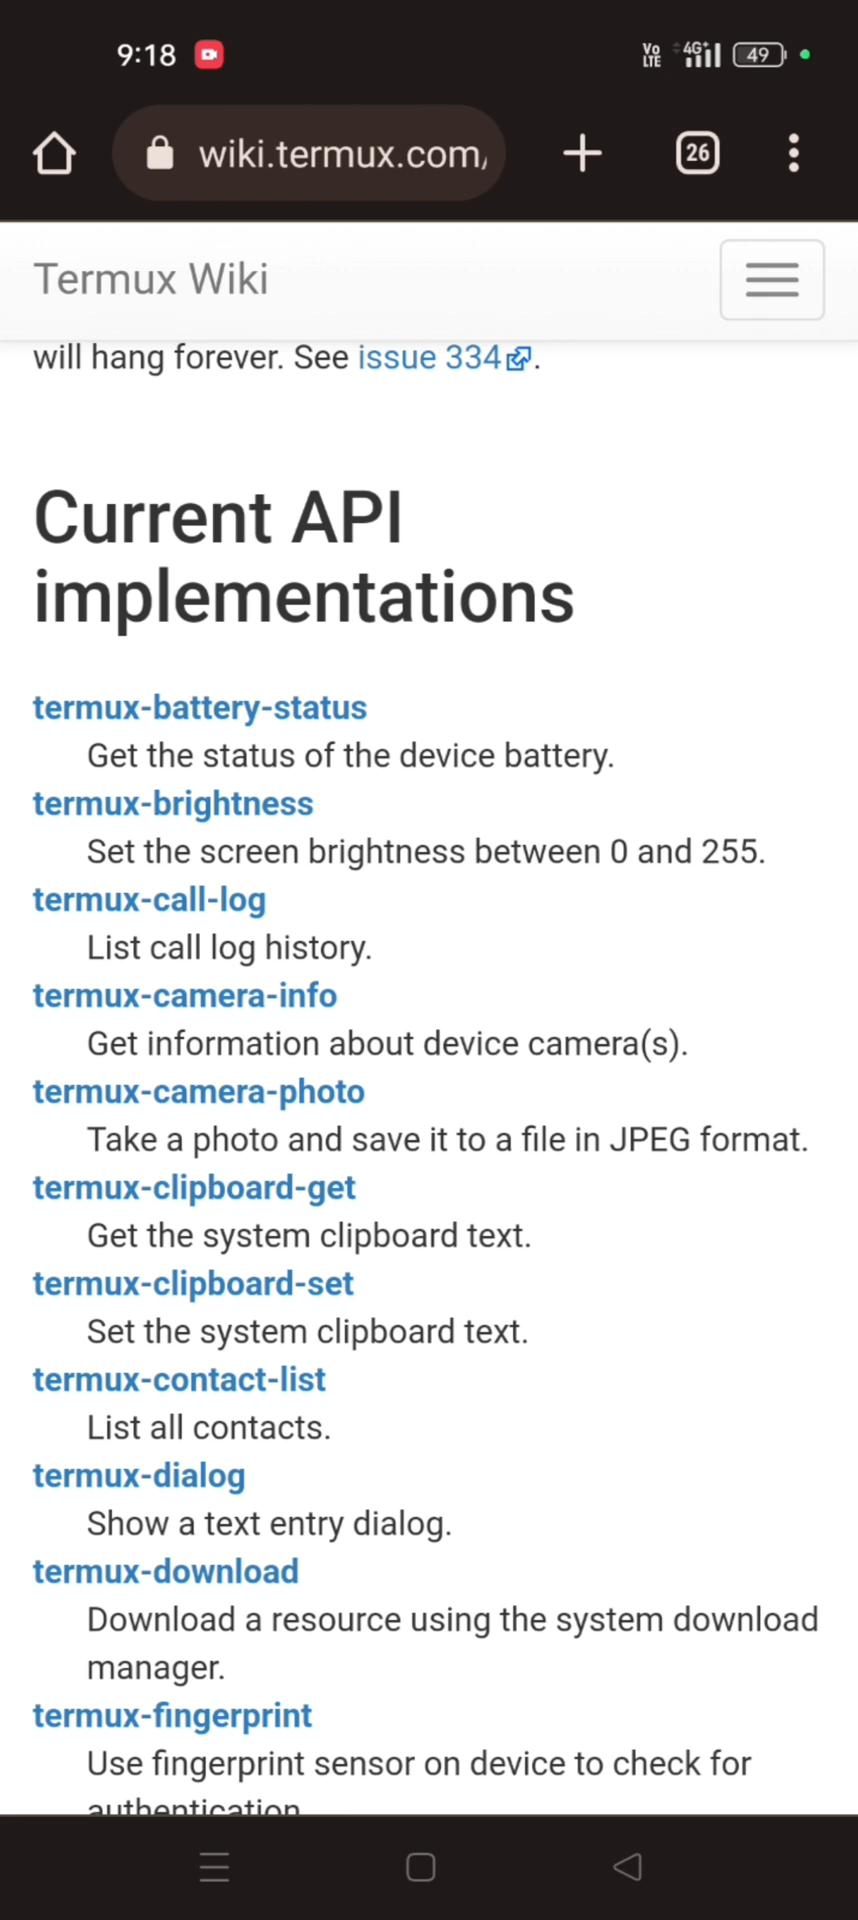 9:18
Vo
LTE
4G+
49
wiki.termux.com/
26
Termux Wiki
will hang forever. See issue 334.
Current API
implementations
termux-battery-status
Get the status of the device battery.
termux-brightness
Set the screen brightness between 0 and 255.
termux-call-log
List call log history.
termux-camera-info
Get information about device camera(s).
termux-camera-photo
Take a photo and save it to a file in JPEG format.
termux-clipboard-get
Get the system clipboard text.
termux-clipboard-set
Set the system clipboard text.
termux-contact-list
List all contacts.
termux-dialog
Show a text entry dialog.
termux-download
Download a resource using the system download
manager.
termux-fingerprint
Use fingerprint sensor on device to check for
authentication